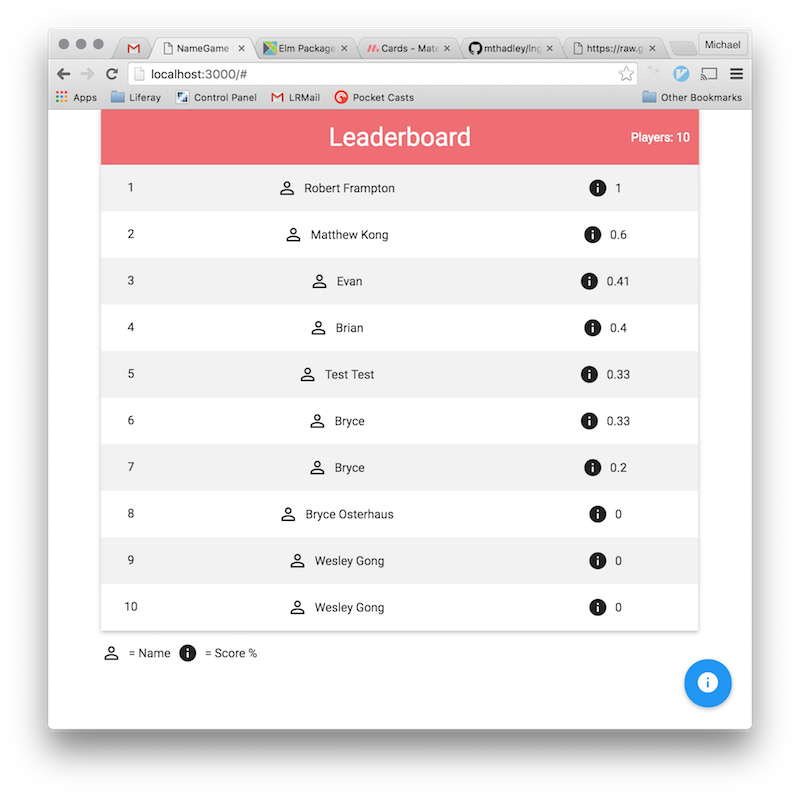 NameGame
Elm Package
Cards - Mate
mthadley/lng
https://raw.g
Michael
localhost:3000/#
Apps Liferay Control Panel LRMail Pocket Casts Other Bookmarks
Leaderboard Players: 10
1 Robert Frampton 1
2 Matthew Kong 0.6
3 Evan 0.41
4 Brian 0.4
5 Test Test 0.33
6 Bryce 0.33
7 Bryce 0.2
8 Bryce Osterhaus 0
9 Wesley Gong 0
10 Wesley Gong 0
= Name = Score %